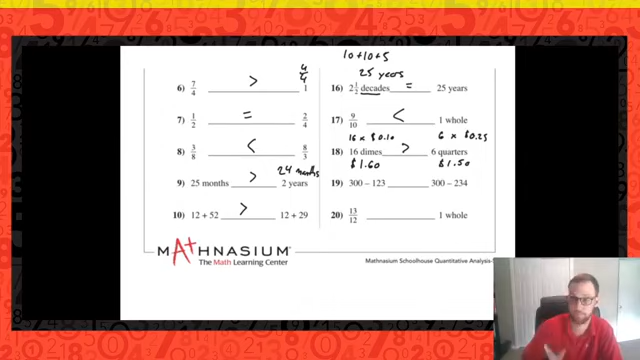 10+10+5
25 years
4/4
6) 7/4 > 1
16) 2 1/2 decades = 25 years
7) 1/2 = 2/4
17) 9/10 < 1 whole
16 x $0.10 6 x $0.25
8) 3/8 < 8/3
18) 16 dimes > 6 quarters
$1.60 $1.50
24 months
9) 25 months > 2 years
19) 300 – 123 300 – 234
10) 12 + 52 > 12 + 29
20) 13/12 1 whole
MATHNASIUM®
The Math Learning Center
Mathnasium Schoolhouse Quantitative Analysis-